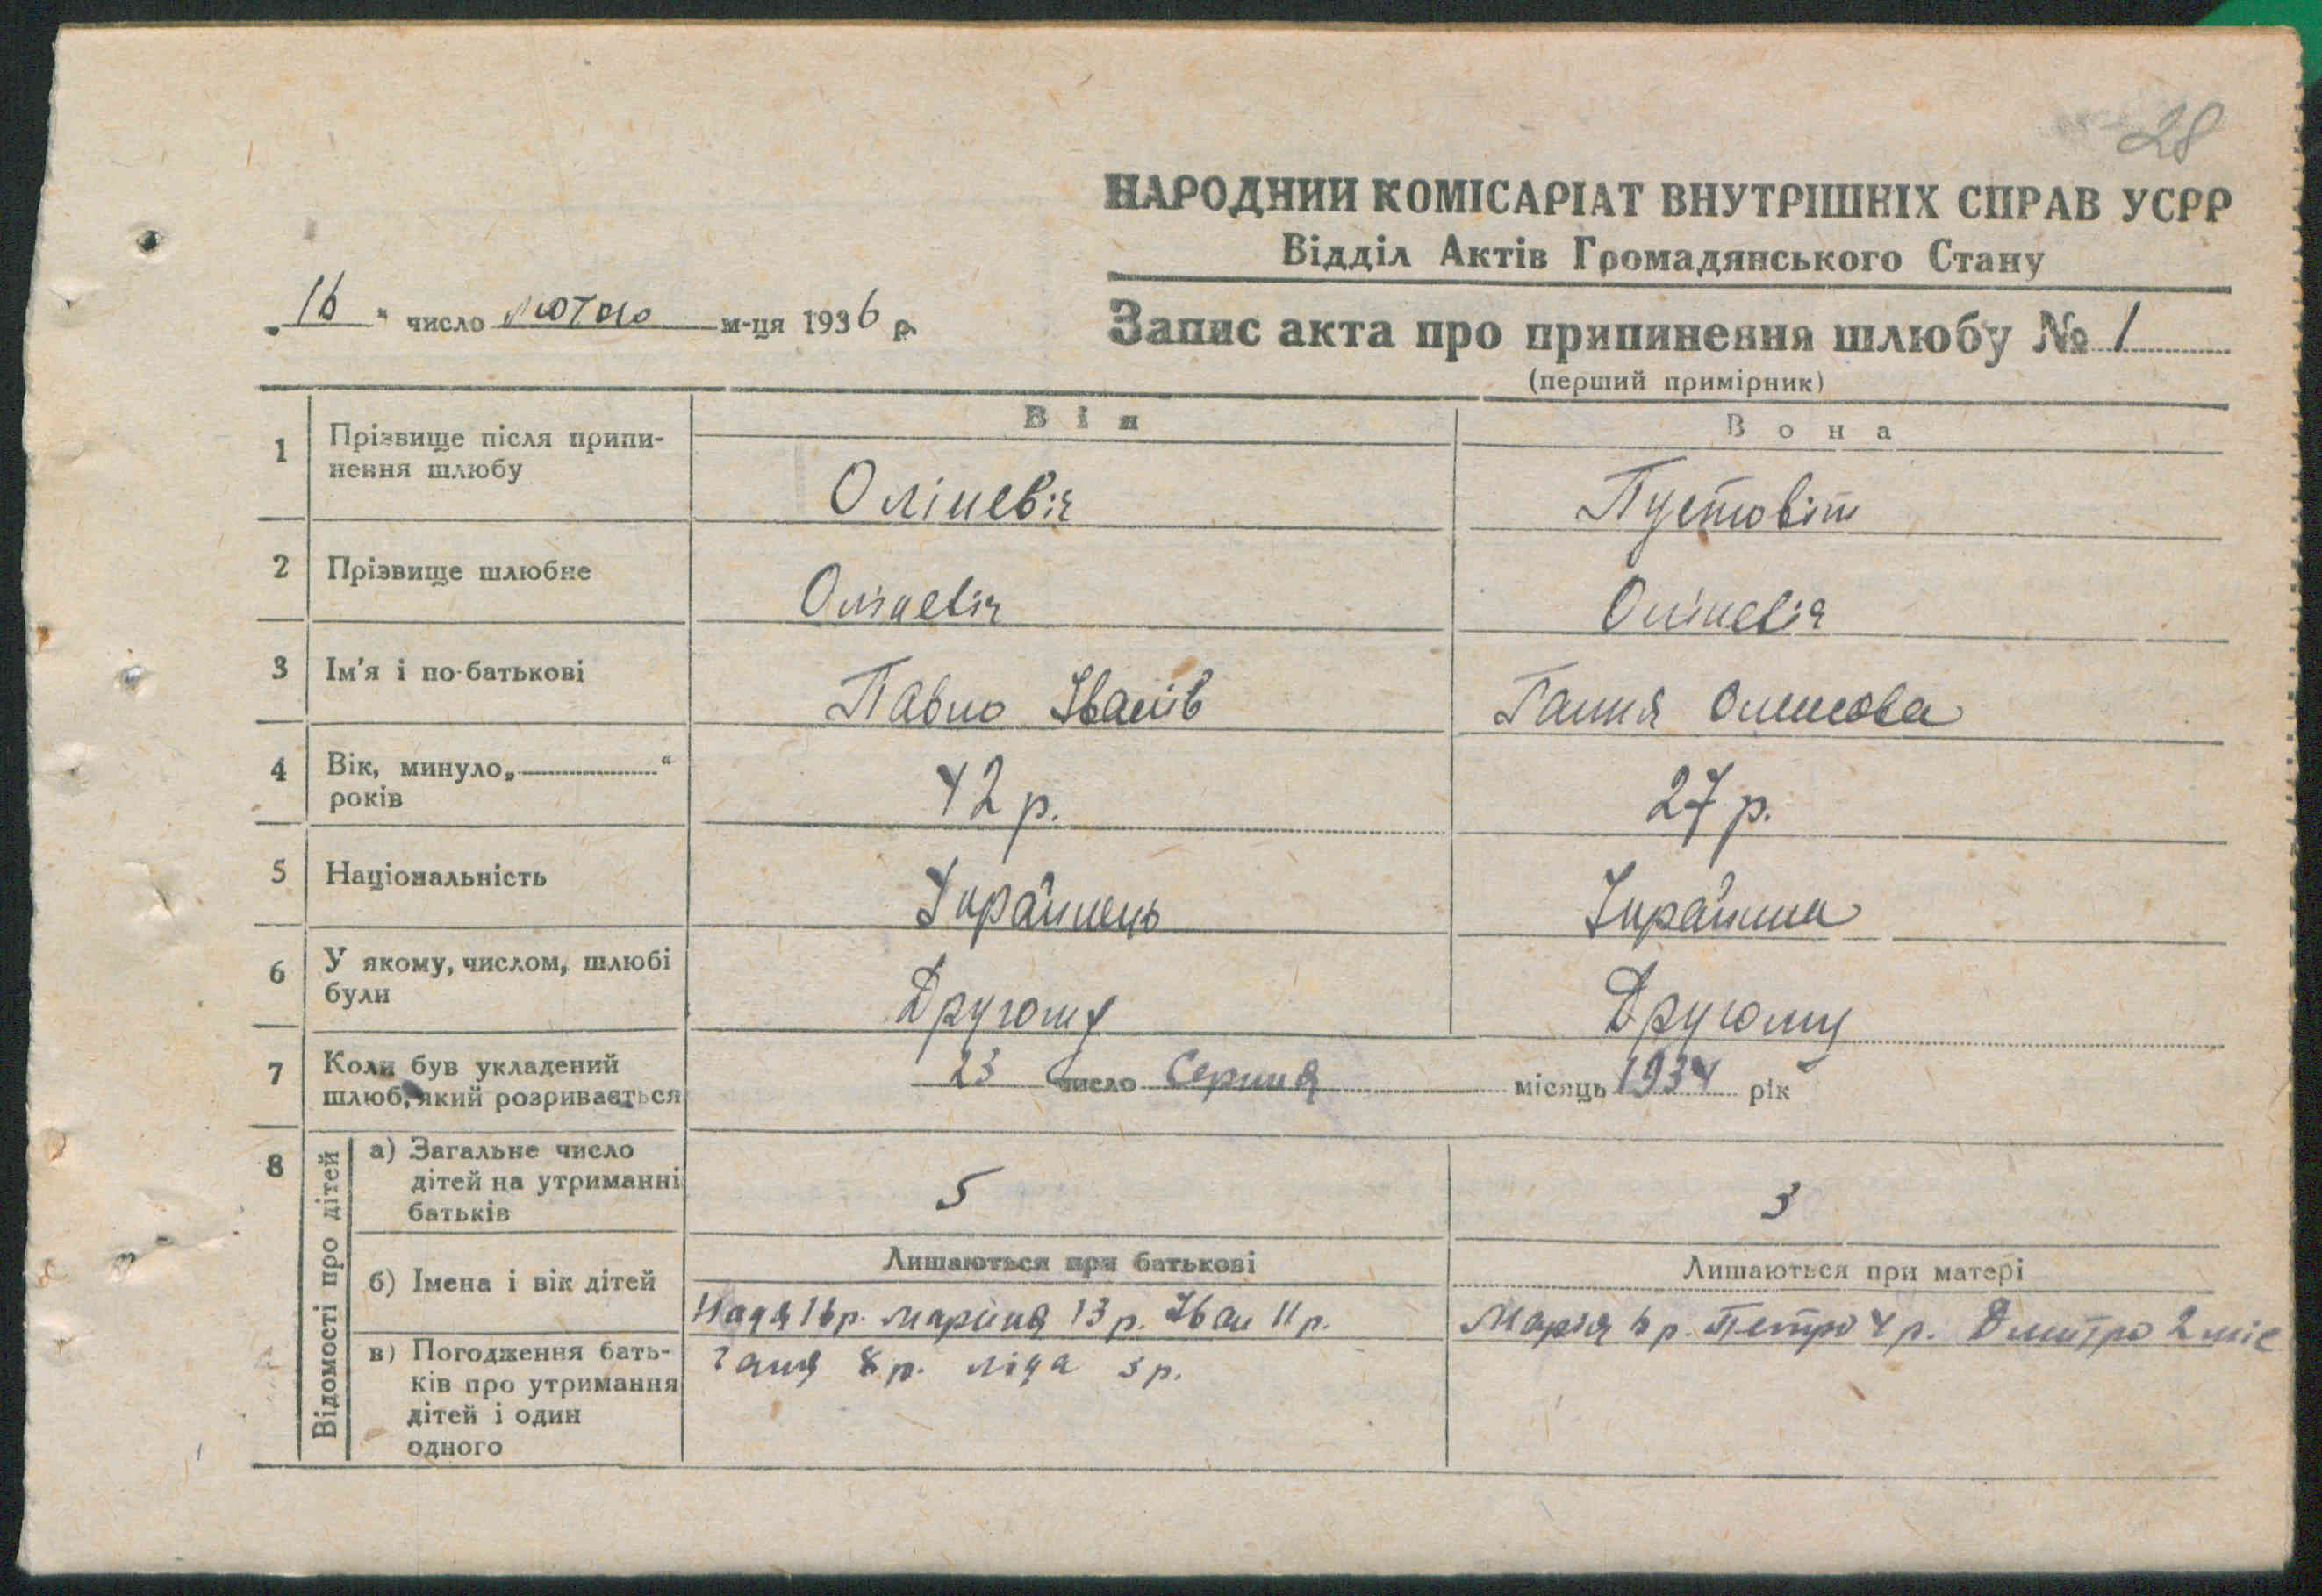 28
НАРОДНИЙ КОМІСАРІАТ ВНУТРІШНІХ СПРАВ УСРР
Відділ Актів Громадянського Стану
„16“ число лютого м-ця 1936 р.
Запис акта про припинення шлюбу № 1
(перший примірник)
Він Вона
1 Прізвище після припинення шлюбу Оліневіч Пустовіт
2 Прізвище шлюбне Оліневіч Оліневіч
3 Ім'я і по-батькові Павло Іванів Ганна
4 Вік, минуло „ “ років 42 р. 27 р.
5 Національність Українець Українка
6 У якому, числом, шлюбі були Другому Другому
7 Коли був укладений шлюб, який розривається 23 число Серпня місяць 1934 рік
8 Відомості про дітей
а) Загальне число дітей на утриманні батьків 5 3
Лишаються при батькові Лишаються при матері
б) Імена і вік дітей Надя 16 р. Марина 13 р. Іван 11 р. Марія 6 р. Петро 4 р. Дмитро 2 міс
Галя 8 р. Ліда 3 р.
в) Погодження батьків про утримання дітей і один одного